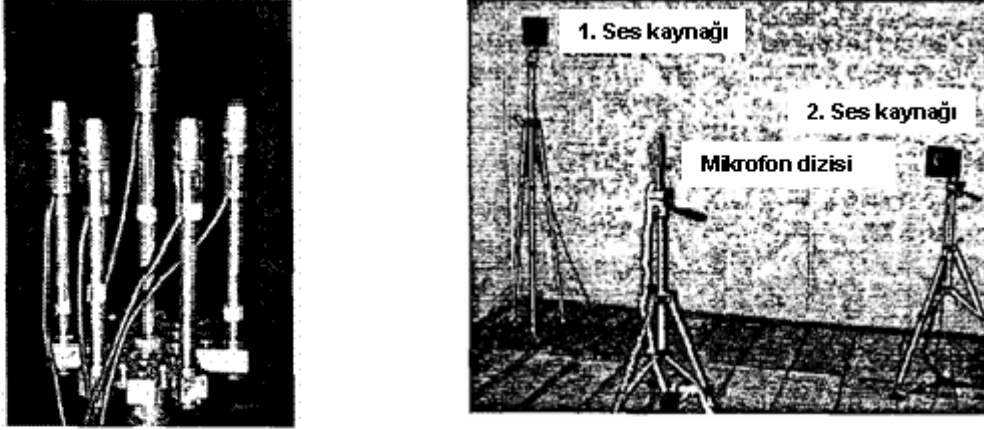 1. Ses kaynağı
2. Ses kaynağı
Mikrofon dizisi